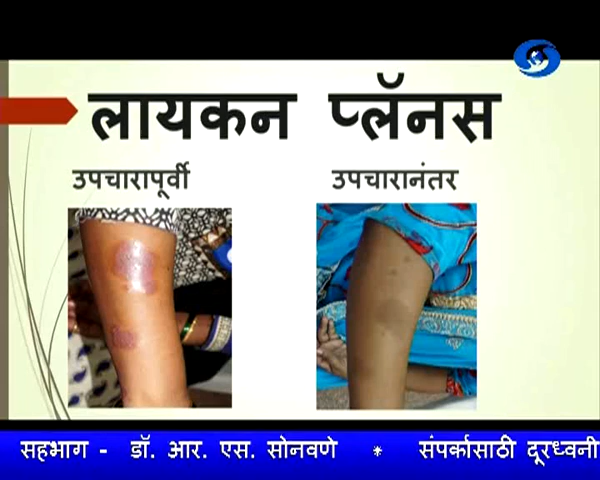 लायकन प्लॅनस
उपचारापूर्वी उपचारानंतर
सहभाग - डॉ. आर. एस. सोनवणे * संपर्कासाठी दूरध्वनी